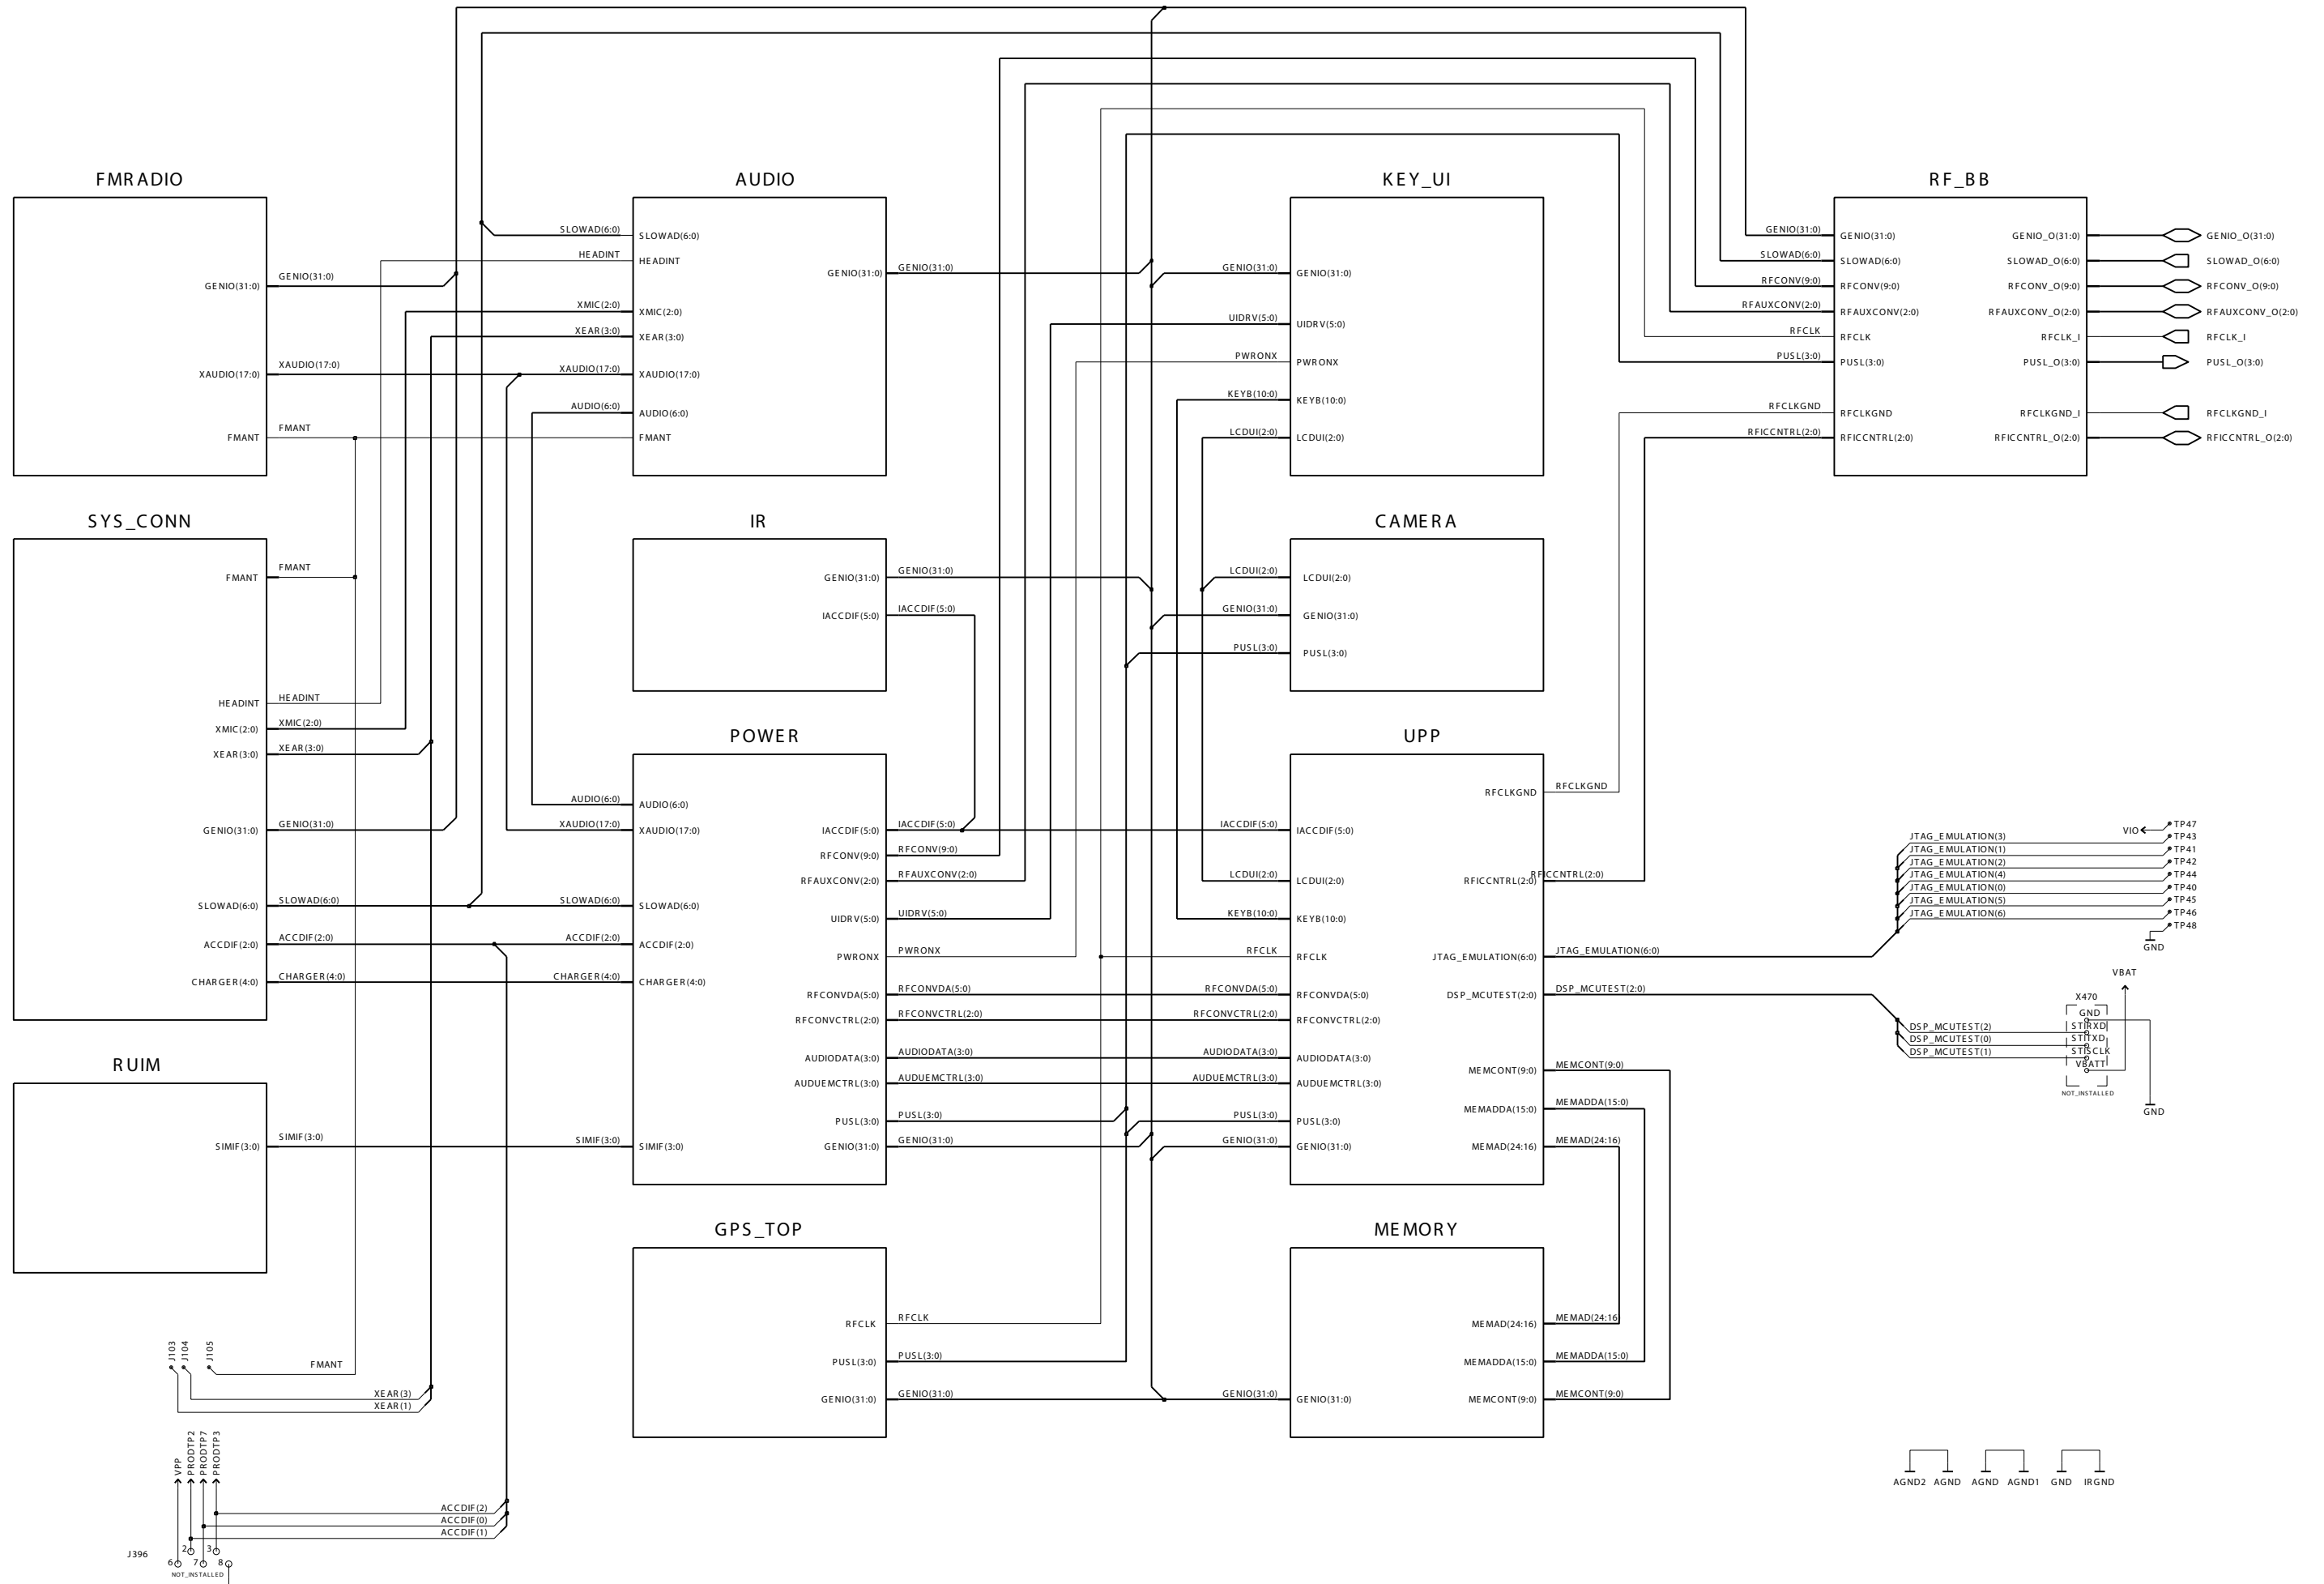 FMRADIO
GENIO(31:0)
GENIO(31:0)
XAUDIO(17:0)
XAUDIO(17:0)
FMANT
FMANT
SYS_CONN
FMANT
FMANT
HEADINT
HEADINT
XMIC(2:0)
XMIC(2:0)
XEAR(3:0)
XEAR(3:0)
GENIO(31:0)
GENIO(31:0)
SLOWAD(6:0)
SLOWAD(6:0)
ACCDIF(2:0)
ACCDIF(2:0)
CHARGER(4:0)
CHARGER(4:0)
RUIM
SIMIF(3:0)
SIMIF(3:0)
J103
J104
J105
FMANT
XEAR(3)
XEAR(1)
VPP
PRODTP2
PRODTP7
PRODTP3
ACCDIF(2)
ACCDIF(0)
ACCDIF(1)
J396
2
3
6
7
8
NOT_INSTALLED
AUDIO
SLOWAD(6:0)
SLOWAD(6:0)
HEADINT
HEADINT
XMIC(2:0)
XMIC(2:0)
XEAR(3:0)
XEAR(3:0)
XAUDIO(17:0)
XAUDIO(17:0)
AUDIO(6:0)
AUDIO(6:0)
FMANT
GENIO(31:0)
GENIO(31:0)
IR
GENIO(31:0)
GENIO(31:0)
IACCDIF(5:0)
IACCDIF(5:0)
POWER
AUDIO(6:0)
AUDIO(6:0)
XAUDIO(17:0)
XAUDIO(17:0)
SLOWAD(6:0)
SLOWAD(6:0)
ACCDIF(2:0)
ACCDIF(2:0)
CHARGER(4:0)
CHARGER(4:0)
SIMIF(3:0)
SIMIF(3:0)
IACCDIF(5:0)
IACCDIF(5:0)
RFCONV(9:0)
RFCONV(9:0)
RFAUXCONV(2:0)
RFAUXCONV(2:0)
UIDRV(5:0)
UIDRV(5:0)
PWRONX
PWRONX
RFCONVDA(5:0)
RFCONVDA(5:0)
RFCONVCTRL(2:0)
RFCONVCTRL(2:0)
AUDIODATA(3:0)
AUDIODATA(3:0)
AUDUEMCTRL(3:0)
AUDUEMCTRL(3:0)
PUSL(3:0)
PUSL(3:0)
GENIO(31:0)
GENIO(31:0)
GPS_TOP
RFCLK
RFCLK
PUSL(3:0)
PUSL(3:0)
GENIO(31:0)
GENIO(31:0)
KEY_UI
GENIO(31:0)
GENIO(31:0)
UIDRV(5:0)
UIDRV(5:0)
PWRONX
PWRONX
KEYB(10:0)
KEYB(10:0)
LCDUI(2:0)
LCDUI(2:0)
CAMERA
LCDUI(2:0)
LCDUI(2:0)
GENIO(31:0)
GENIO(31:0)
PUSL(3:0)
PUSL(3:0)
UPP
IACCDIF(5:0)
IACCDIF(5:0)
LCDUI(2:0)
LCDUI(2:0)
KEYB(10:0)
KEYB(10:0)
RFCLK
RFCLK
RFCONVDA(5:0)
RFCONVDA(5:0)
RFCONVCTRL(2:0)
RFCONVCTRL(2:0)
AUDIODATA(3:0)
AUDIODATA(3:0)
AUDUEMCTRL(3:0)
AUDUEMCTRL(3:0)
PUSL(3:0)
PUSL(3:0)
GENIO(31:0)
GENIO(31:0)
RFCLKGND
RFCLKGND
RFICCNTRL(2:0)
RFICCNTRL(2:0)
JTAG_EMULATION(6:0)
JTAG_EMULATION(6:0)
DSP_MCUTEST(2:0)
DSP_MCUTEST(2:0)
MEMCONT(9:0)
MEMCONT(9:0)
MEMADDA(15:0)
MEMADDA(15:0)
MEMAD(24:16)
MEMAD(24:16)
MEMORY
GENIO(31:0)
GENIO(31:0)
MEMAD(24:16)
MEMAD(24:16)
MEMADDA(15:0)
MEMADDA(15:0)
MEMCONT(9:0)
MEMCONT(9:0)
RF_BB
GENIO(31:0)
GENIO(31:0)
SLOWAD(6:0)
SLOWAD(6:0)
RFCONV(9:0)
RFCONV(9:0)
RFAUXCONV(2:0)
RFAUXCONV(2:0)
RFCLK
RFCLK
PUSL(3:0)
PUSL(3:0)
RFCLKGND
RFCLKGND
RFICCNTRL(2:0)
RFICCNTRL(2:0)
GENIO_O(31:0)
GENIO_O(31:0)
SLOWAD_O(6:0)
SLOWAD_O(6:0)
RFCONV_O(9:0)
RFCONV_O(9:0)
RFAUXCONV_O(2:0)
RFAUXCONV_O(2:0)
RFCLK_I
RFCLK_I
PUSL_O(3:0)
PUSL_O(3:0)
RFCLKGND_I
RFCLKGND_I
RFICCNTRL_O(2:0)
RFICCNTRL_O(2:0)
VIO
TP47
JTAG_EMULATION(3)
TP43
JTAG_EMULATION(1)
TP41
JTAG_EMULATION(2)
TP42
JTAG_EMULATION(4)
TP44
JTAG_EMULATION(0)
TP40
JTAG_EMULATION(5)
TP45
JTAG_EMULATION(6)
TP46
TP48
GND
VBAT
X470
GND
DSP_MCUTEST(2)
STIRXD
DSP_MCUTEST(0)
STITXD
DSP_MCUTEST(1)
STISCLK
VBATT
NOT_INSTALLED
GND
AGND2
AGND
AGND
AGND1
GND
IRGND